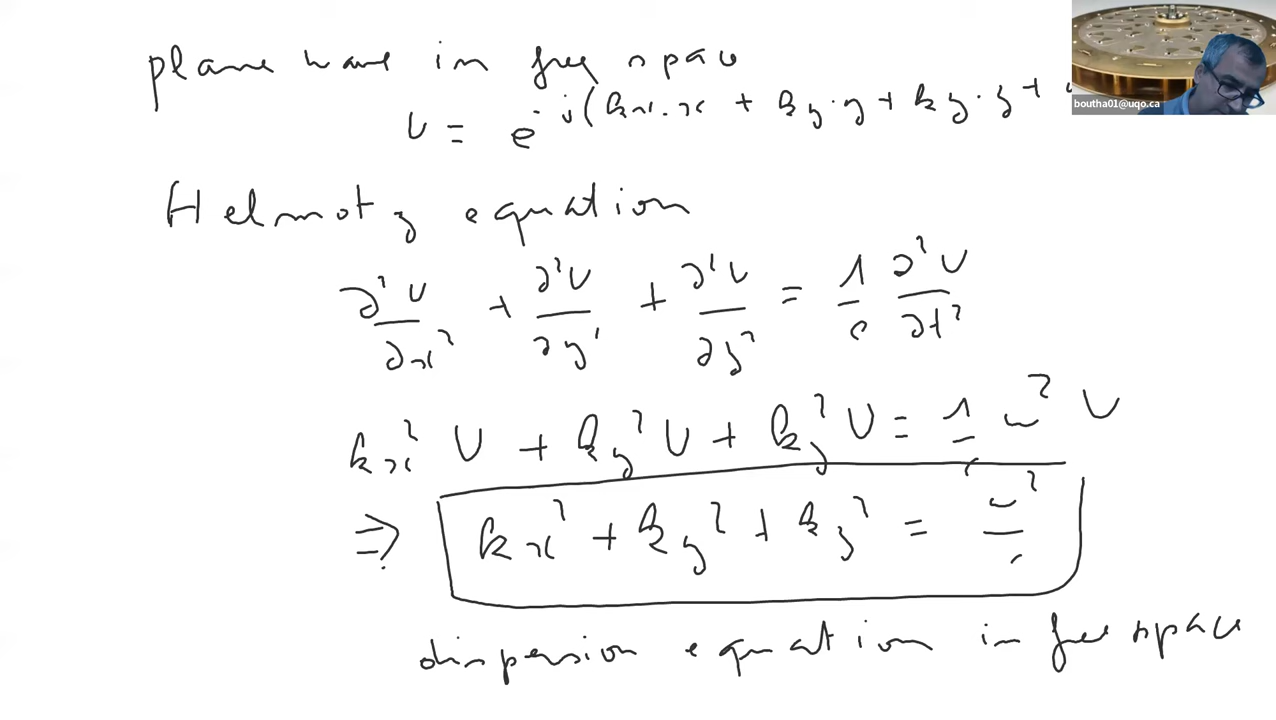 plane wave in free space
boutha01@uqo.ca
U = e^-j(kx.x + ky.y + kz.z +
Helmotz equation
∂²U/∂x² + ∂²U/∂y² + ∂²U/∂z² = 1/c ∂²U/∂t²
kx² U + ky² U + kz² U = 1/c ω² U
⇒ kx² + ky² + kz² = ω²/c
dispersion equation in free space